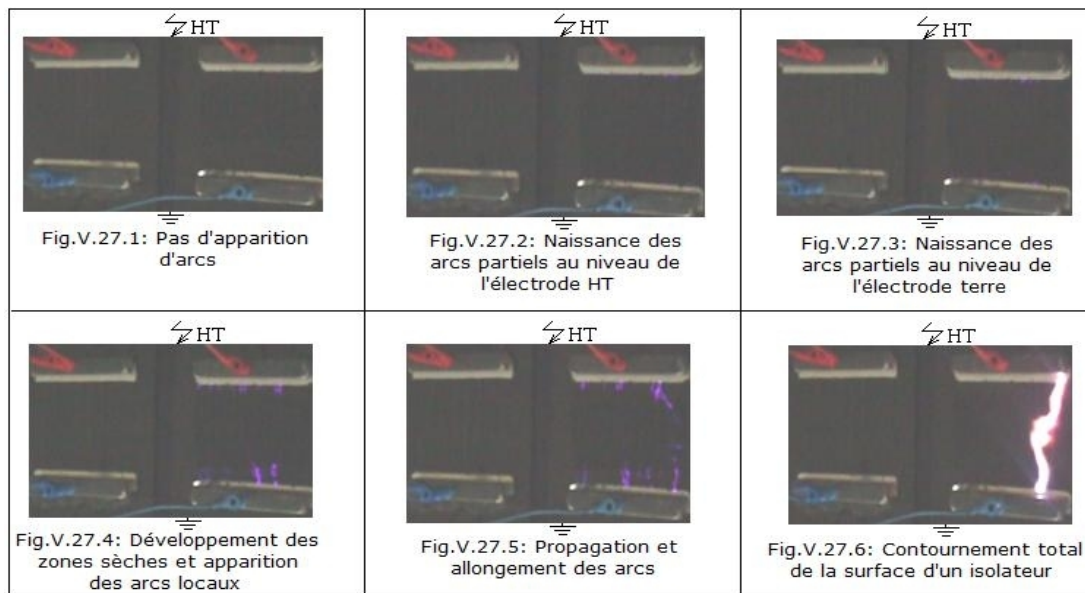 HT
HT
HT
Fig.V.27.1: Pas d'apparition
d'arcs
Fig.V.27.2: Naissance des
arcs partiels au niveau de
l'électrode HT
Fig.V.27.3: Naissance des
arcs partiels au niveau de
l'électrode terre
HT
HT
HT
Fig.V.27.4: Développement des
zones sèches et apparition
des arcs locaux
Fig.V.27.5: Propagation et
allongement des arcs
Fig.V.27.6: Contournement total
de la surface d'un isolateur